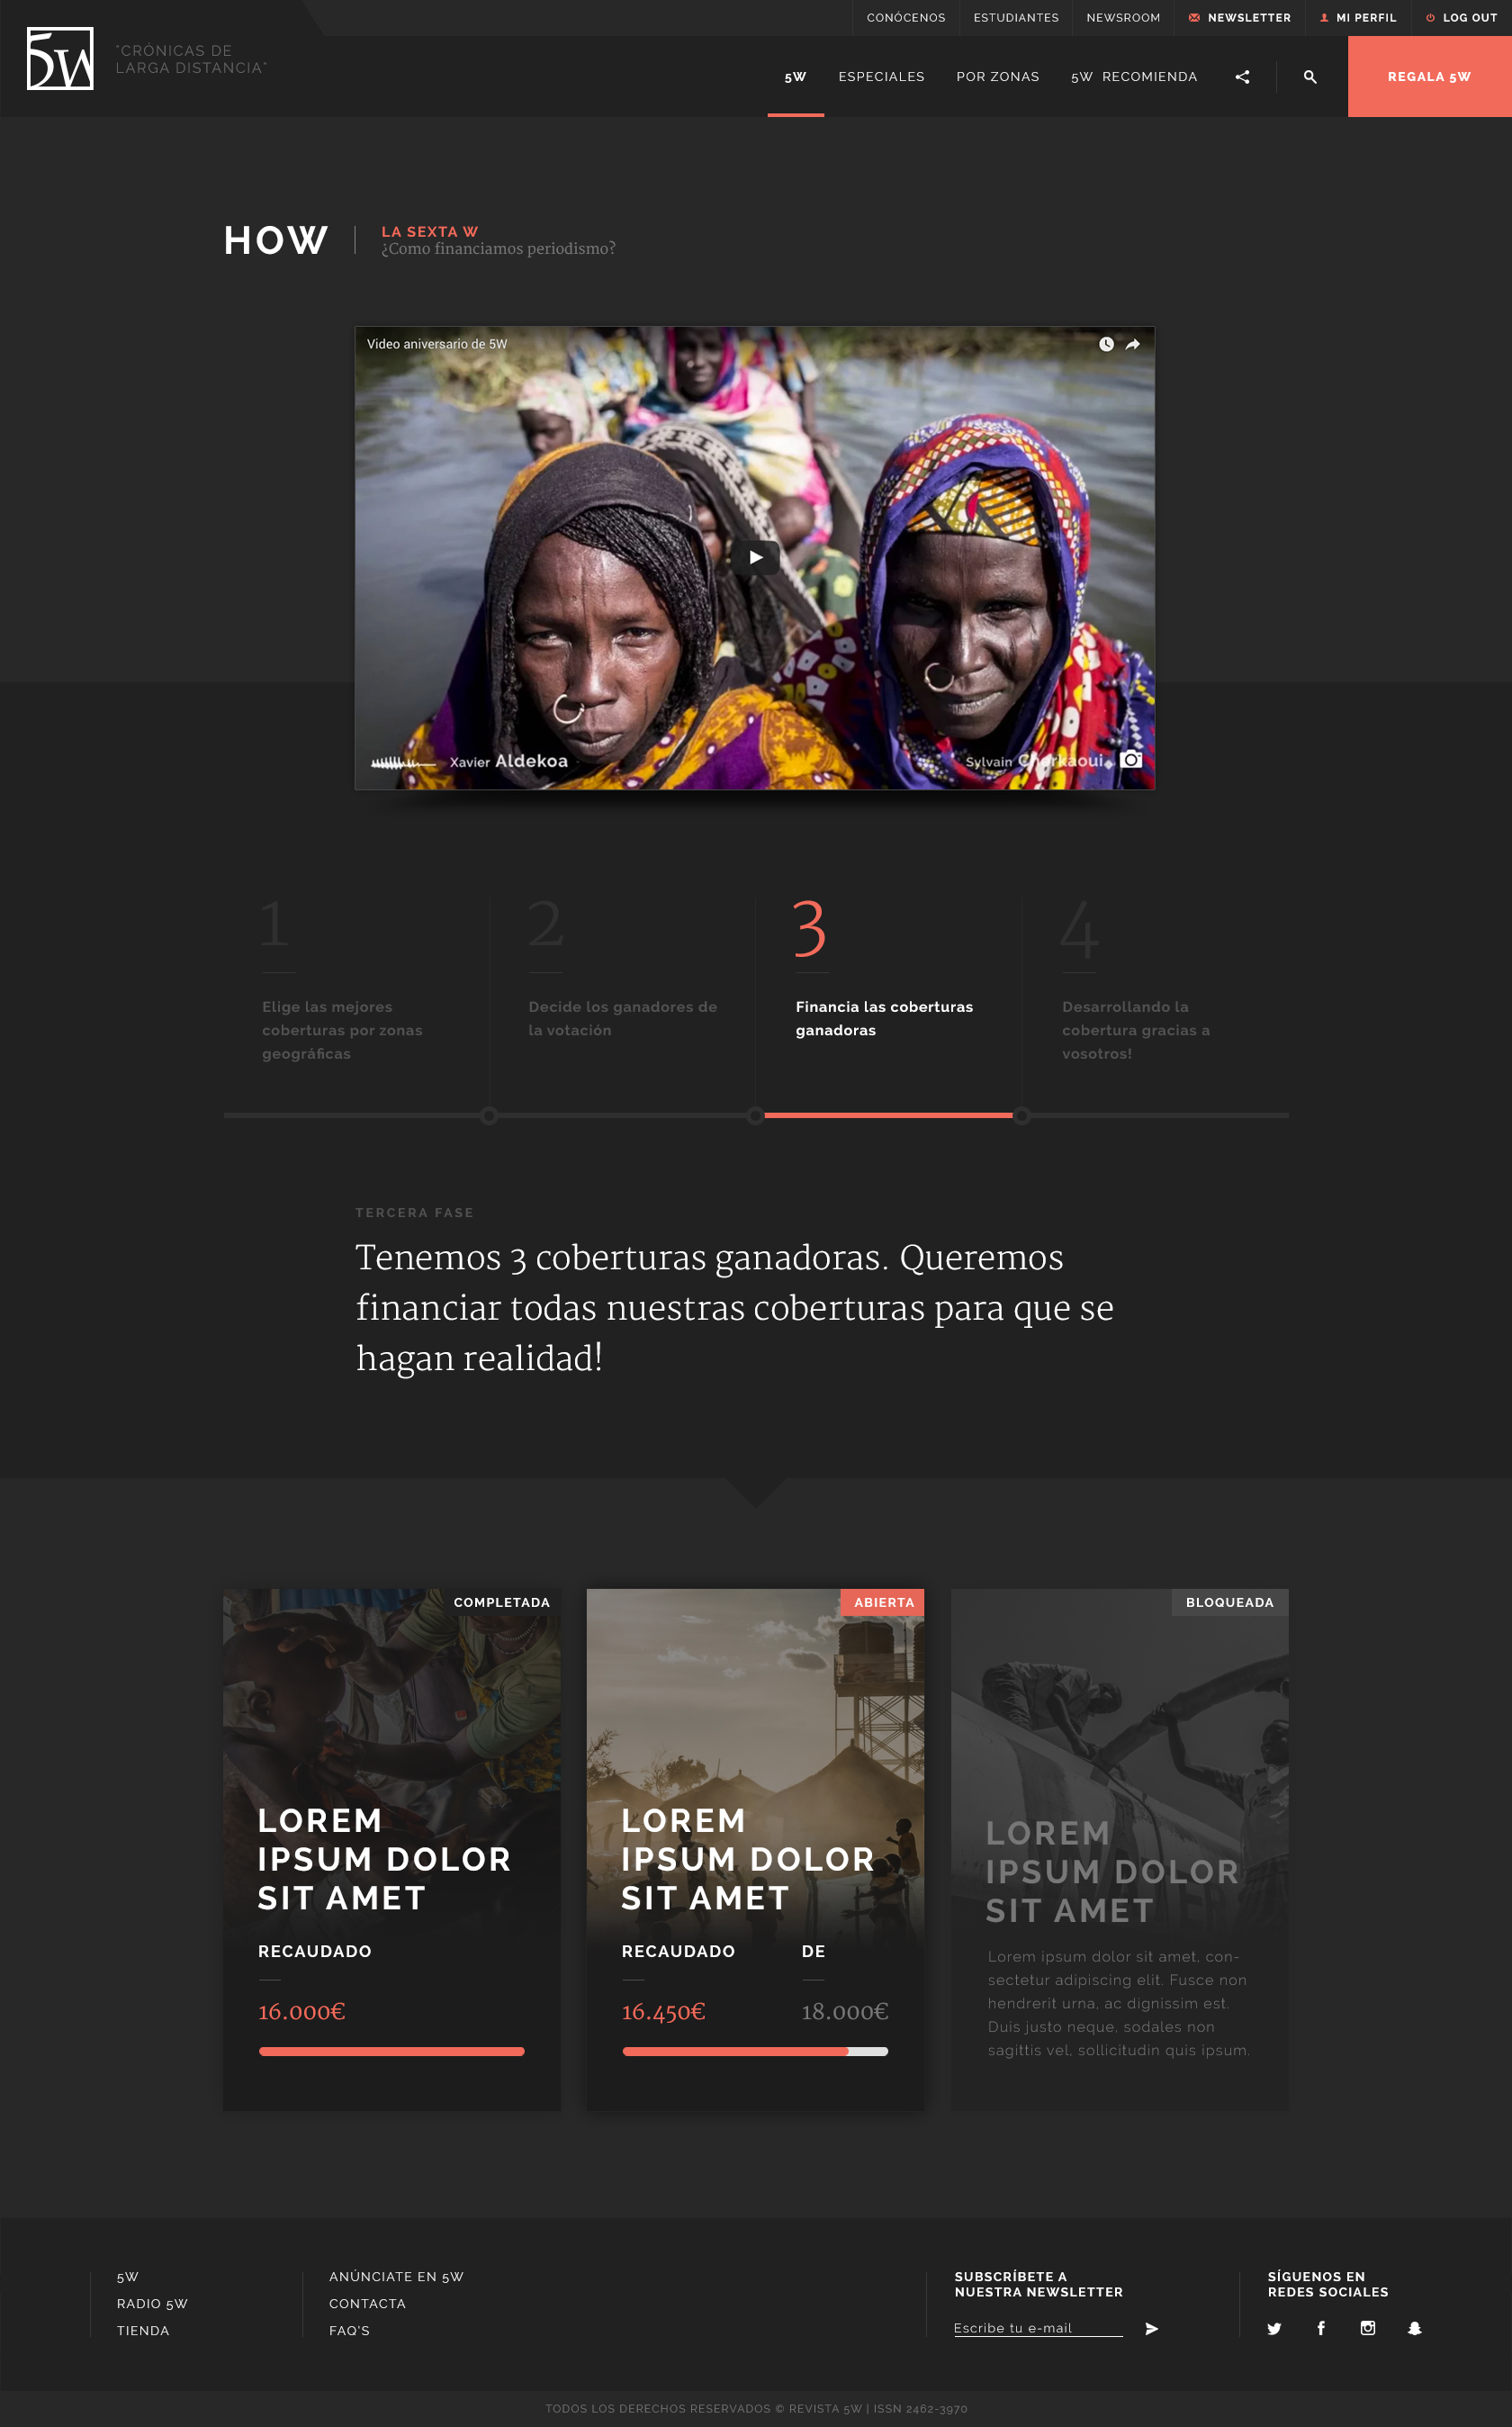 CONÓCENOS
ESTUDIANTES
NEWSROOM
NEWSLETTER
MI PERFIL
LOG OUT
5W
"CRÓNICAS DE
LARGA DISTANCIA"
5W
ESPECIALES
POR ZONAS
5W RECOMIENDA
REGALA 5W
HOW
LA SEXTA W
¿Como financiamos periodismo?
Video aniversario de 5W
Xavier Aldekoa
Sylvain Cherkaoui
1
2
3
4
Elige las mejores
coberturas por zonas
geográficas
Decide los ganadores de
la votación
Financia las coberturas
ganadoras
Desarrollando la
cobertura gracias a
vosotros!
TERCERA FASE
Tenemos 3 coberturas ganadoras. Queremos
financiar todas nuestras coberturas para que se
hagan realidad!
COMPLETADA
LOREM
IPSUM DOLOR
SIT AMET
RECAUDADO
16.000€
ABIERTA
LOREM
IPSUM DOLOR
SIT AMET
RECAUDADO
DE
16.450€
18.000€
BLOQUEADA
LOREM
IPSUM DOLOR
SIT AMET
Lorem ipsum dolor sit amet, con-
sectetur adipiscing elit. Fusce non
hendrerit urna, ac dignissim est.
Duis justo neque, sodales non
sagittis vel, sollicitudin quis ipsum.
5W
RADIO 5W
TIENDA
ANÚNCIATE EN 5W
CONTACTA
FAQ'S
SUBSCRÍBETE A
NUESTRA NEWSLETTER
Escribe tu e-mail
SÍGUENOS EN
REDES SOCIALES
TODOS LOS DERECHOS RESERVADOS © REVISTA 5W | ISSN 2462-3970